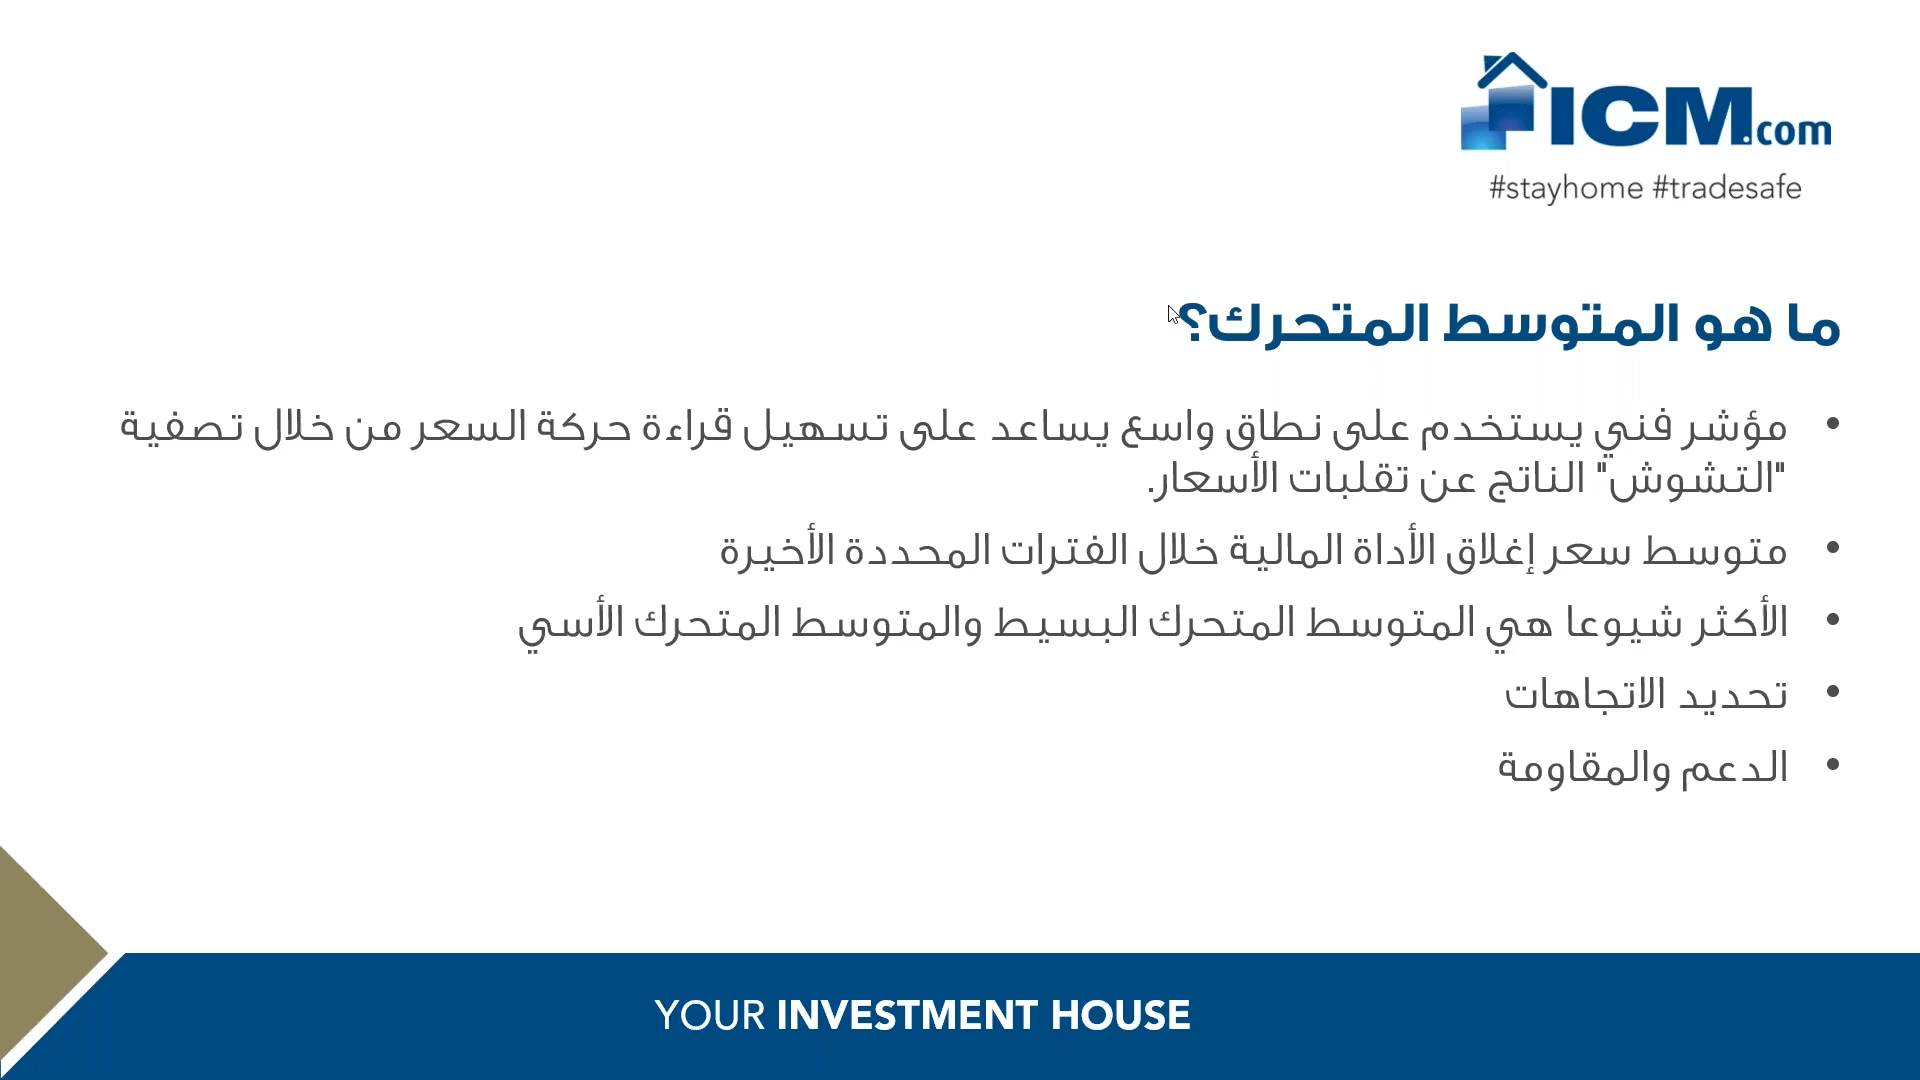 ICM.com
#stayhome #tradesafe
ما هو المتوسط المتحرك؟
• مؤشر فني يستخدم على نطاق واسع يساعد على تسهيل قراءة حركة السعر من خلال تصفية
"التشوش" الناتج عن تقلبات الأسعار.
• متوسط سعر إغلاق الأداة المالية خلال الفترات المحددة الأخيرة
• الأكثر شيوعا هي المتوسط المتحرك البسيط والمتوسط المتحرك الأسي
• تحديد الاتجاهات
• الدعم والمقاومة
YOUR INVESTMENT HOUSE